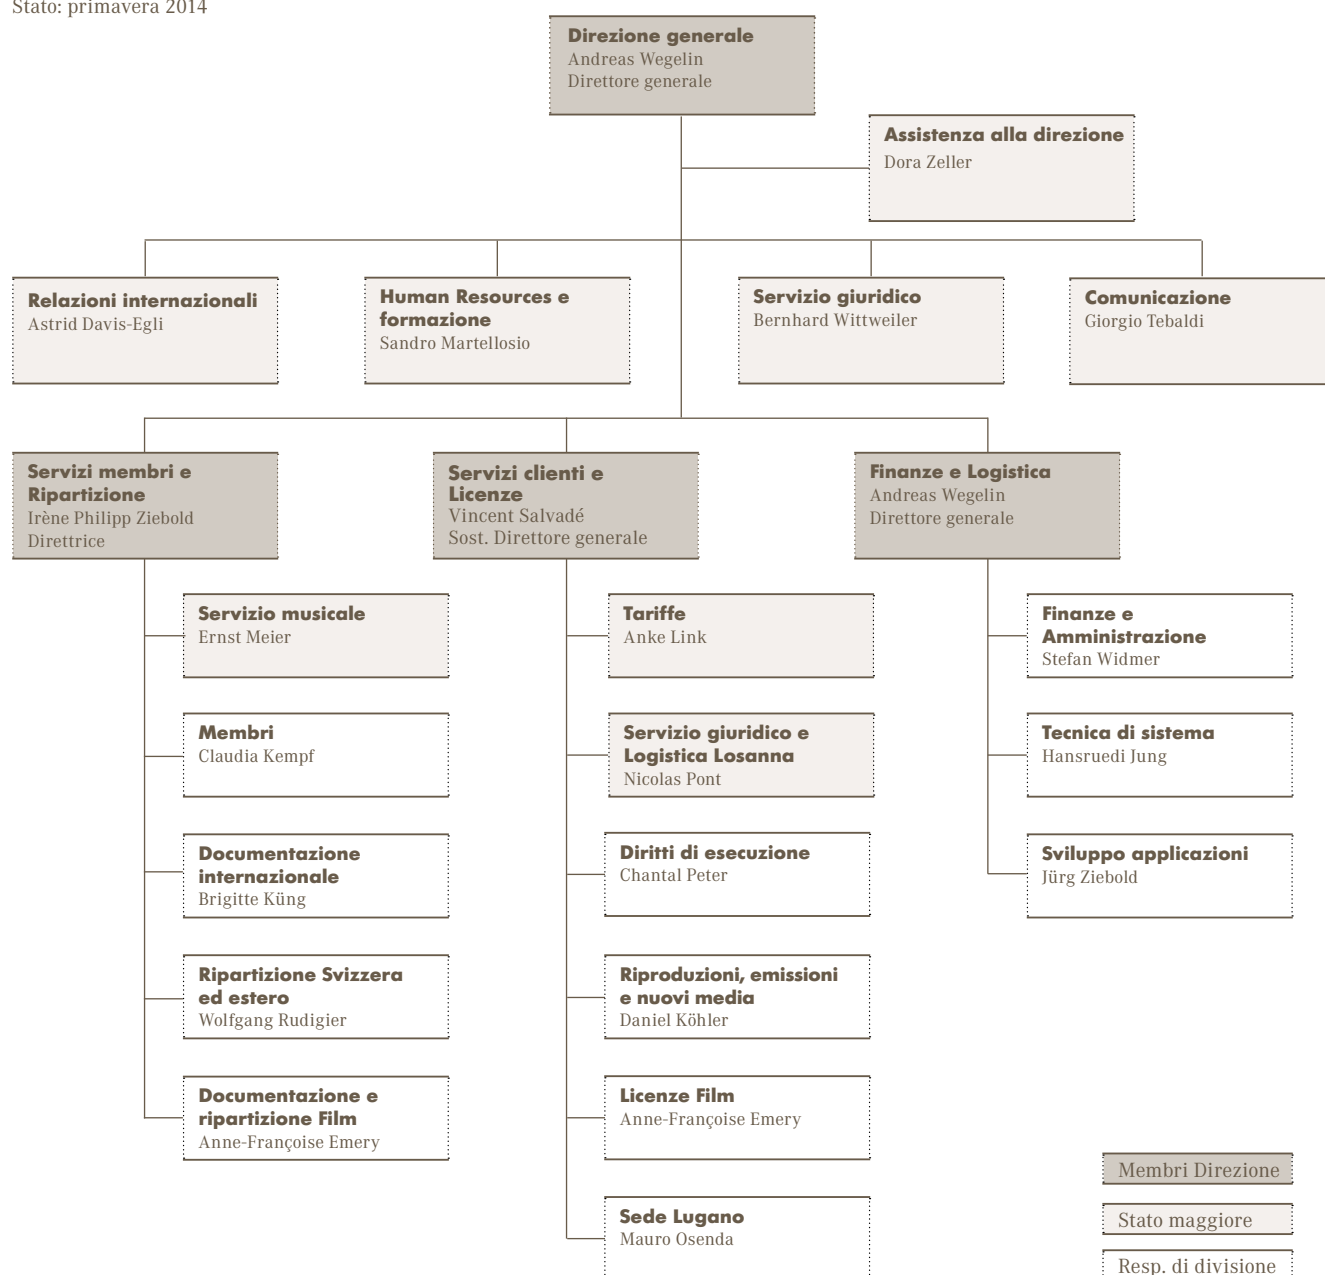 Stato: primavera 2014
Direzione generale
Andreas Wegelin
Direttore generale
Assistenza alla direzione
Dora Zeller
Relazioni internazionali
Astrid Davis-Egli
Human Resources e
formazione
Sandro Martellosio
Servizio giuridico
Bernhard Wittweiler
Comunicazione
Giorgio Tebaldi
Servizi membri e
Ripartizione
Irène Philipp Ziebold
Direttrice
Servizi clienti e
Licenze
Vincent Salvadé
Sost. Direttore generale
Finanze e Logistica
Andreas Wegelin
Direttore generale
Servizio musicale
Ernst Meier
Membri
Claudia Kempf
Documentazione
internazionale
Brigitte Küng
Ripartizione Svizzera
ed estero
Wolfgang Rudigier
Documentazione e
ripartizione Film
Anne-Françoise Emery
Tariffe
Anke Link
Servizio giuridico e
Logistica Losanna
Nicolas Pont
Diritti di esecuzione
Chantal Peter
Riproduzioni, emissioni
e nuovi media
Daniel Köhler
Licenze Film
Anne-Françoise Emery
Sede Lugano
Mauro Osenda
Finanze e
Amministrazione
Stefan Widmer
Tecnica di sistema
Hansruedi Jung
Sviluppo applicazioni
Jürg Ziebold
Membri Direzione
Stato maggiore
Resp. di divisione